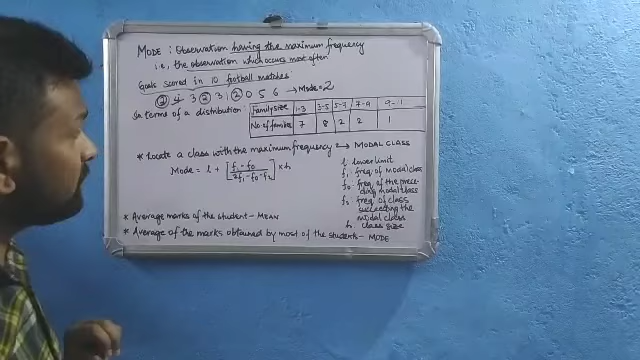 MODE: Observation having the maximum frequency
i.e., the observation which occurs most often
Goals scored in 10 football matches
2 4 3 2 3 1 2 0 5 6 → Mode = 2
In terms of a distribution:
Family size 1-3 3-5 5-7 7-9 9-11
No. of families 7 8 2 2 1
* Locate a class with the maximum frequency → MODAL CLASS
Mode = l + [f1 - f0 / 2f1 - f0 - f2] × h
l: lower limit
f1: freq. of modal class
f0: freq. of the prece-
ding modal class
f2: freq. of class
succeeding the
modal class
h: class size
* Average marks of the student - MEAN
* Average of the marks obtained by most of the students - MODE